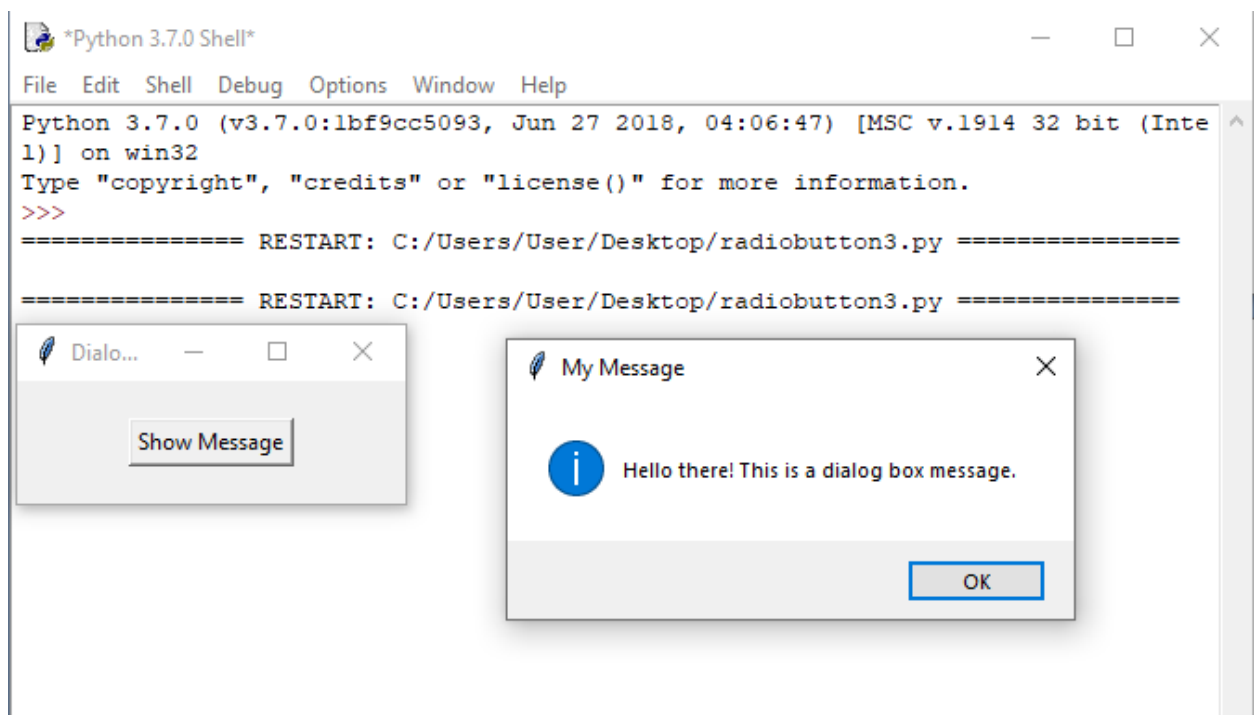 *Python 3.7.0 Shell*
File Edit Shell Debug Options Window Help
Python 3.7.0 (v3.7.0:1bf9cc5093, Jun 27 2018, 04:06:47) [MSC v.1914 32 bit (Inte
l)] on win32
Type "copyright", "credits" or "license()" for more information.
>>>
=============== RESTART: C:/Users/User/Desktop/radiobutton3.py ===============
=============== RESTART: C:/Users/User/Desktop/radiobutton3.py ===============
Dialo...
Show Message
My Message
Hello there! This is a dialog box message.
OK